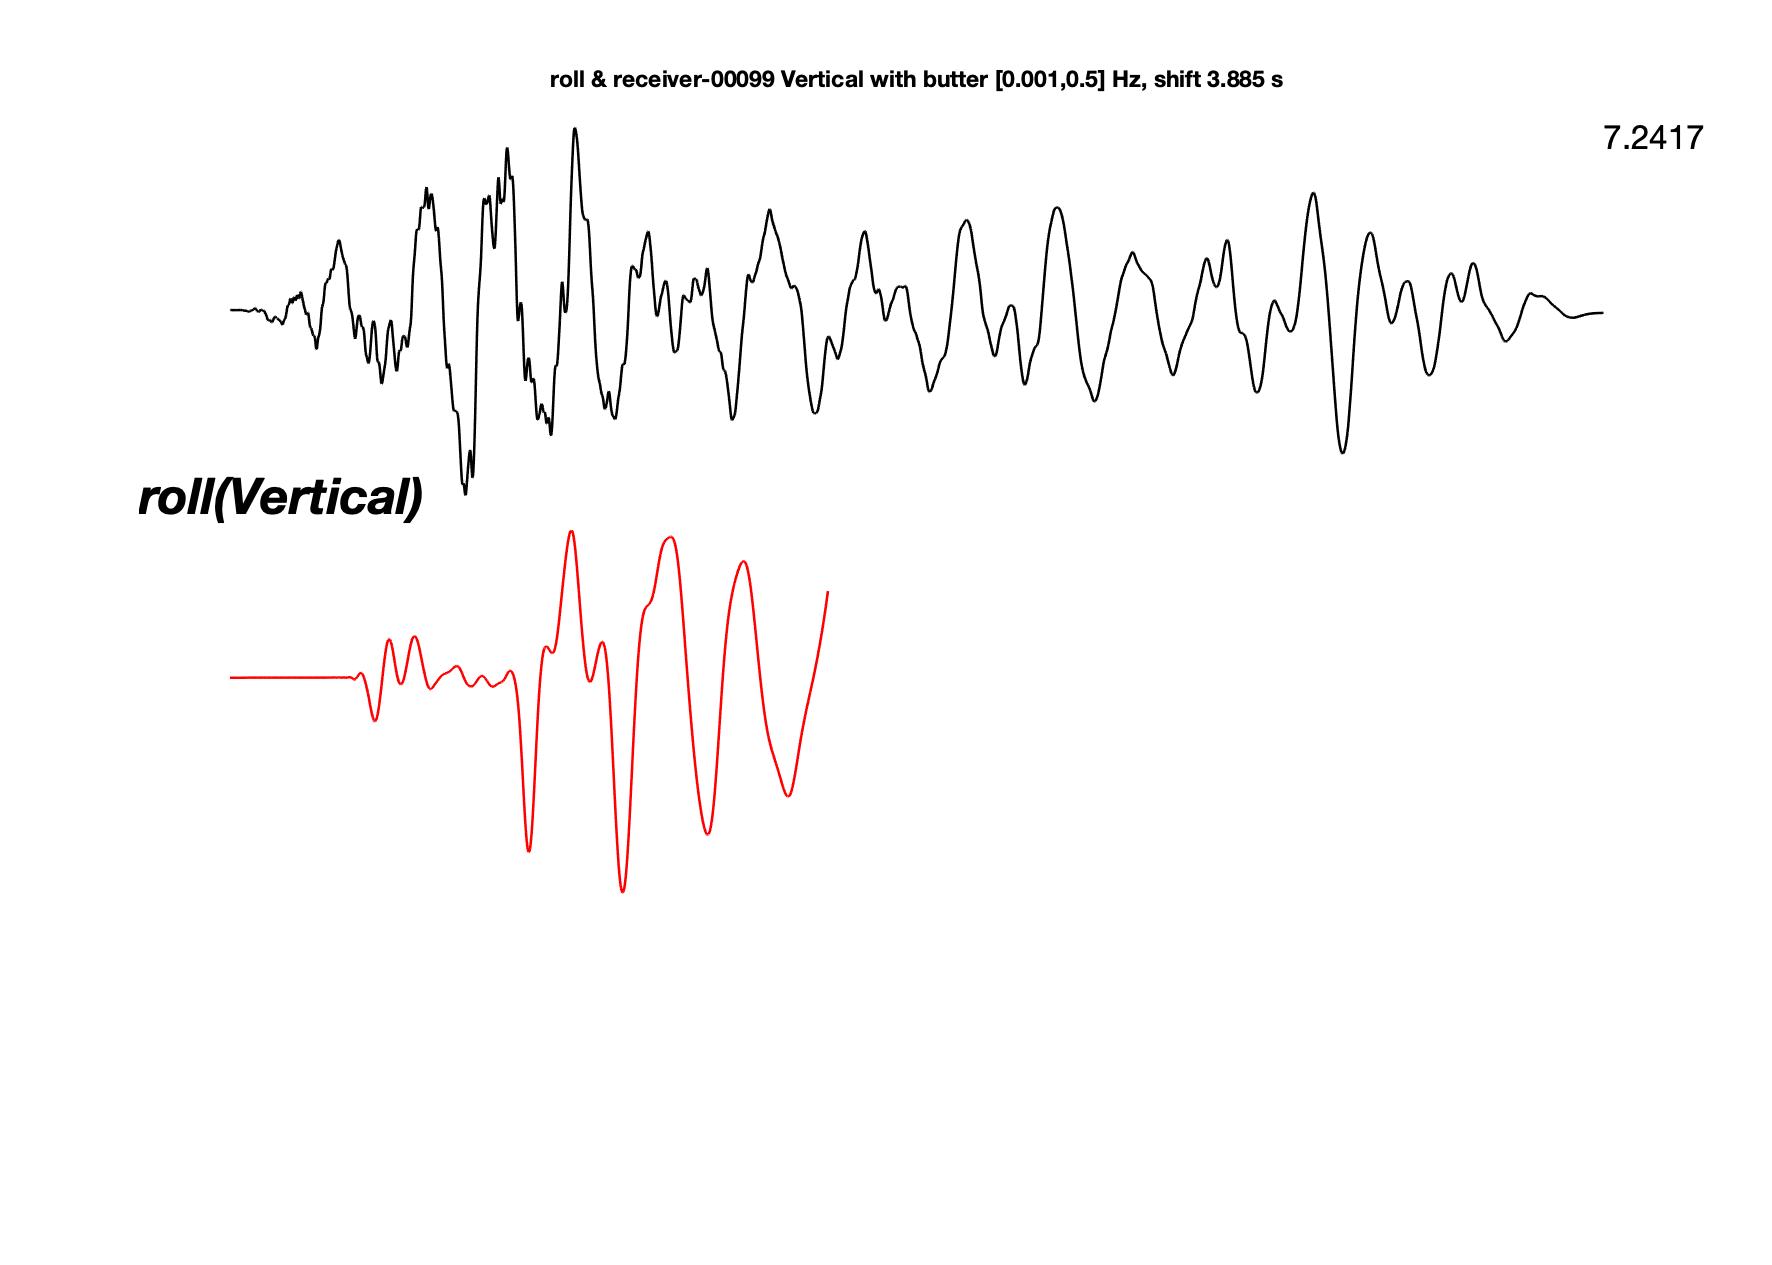 roll & receiver-00099 Vertical with butter [0.001,0.5] Hz, shift 3.885 s
7.2417
roll(Vertical)